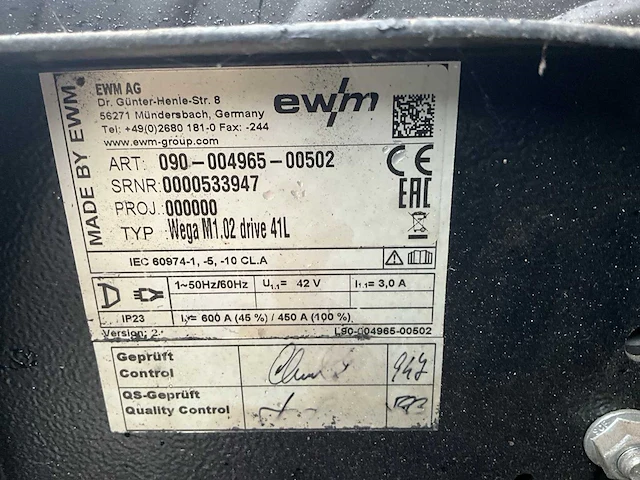 MADE BY EWM.
EWM AG
Dr. Günter-Henle-Str. 8
56271 Mündersbach, Germany
Tel: +49(0)2680 181-0 Fax: -244
www.ewm-group.com
ewm
ART: 090-004965-00502
SRNR: 0000533947
PROJ: 000000
TYP Wega M1.02 drive 41L
CE
EAC
IEC 60974-1, -5, -10 CL.A
1~50Hz/60Hz U1.1= 42 V I1.1= 3,0 A
IP23 = 600 A (45 %) / 450 A (100 %)
Version: 2. L90-004965-00502
Geprüft
Control
QS-Geprüft
Quality Control